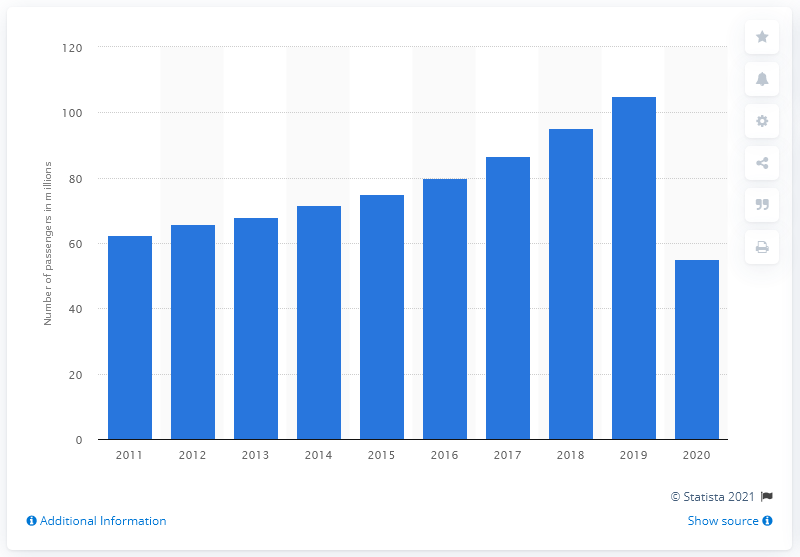 120
100
80
60
40
20
0
Number of passengers in millions
2011 2012 2013 2014 2015 2016 2017 2018 2019 2020
© Statista 2021
Additional Information
Show source